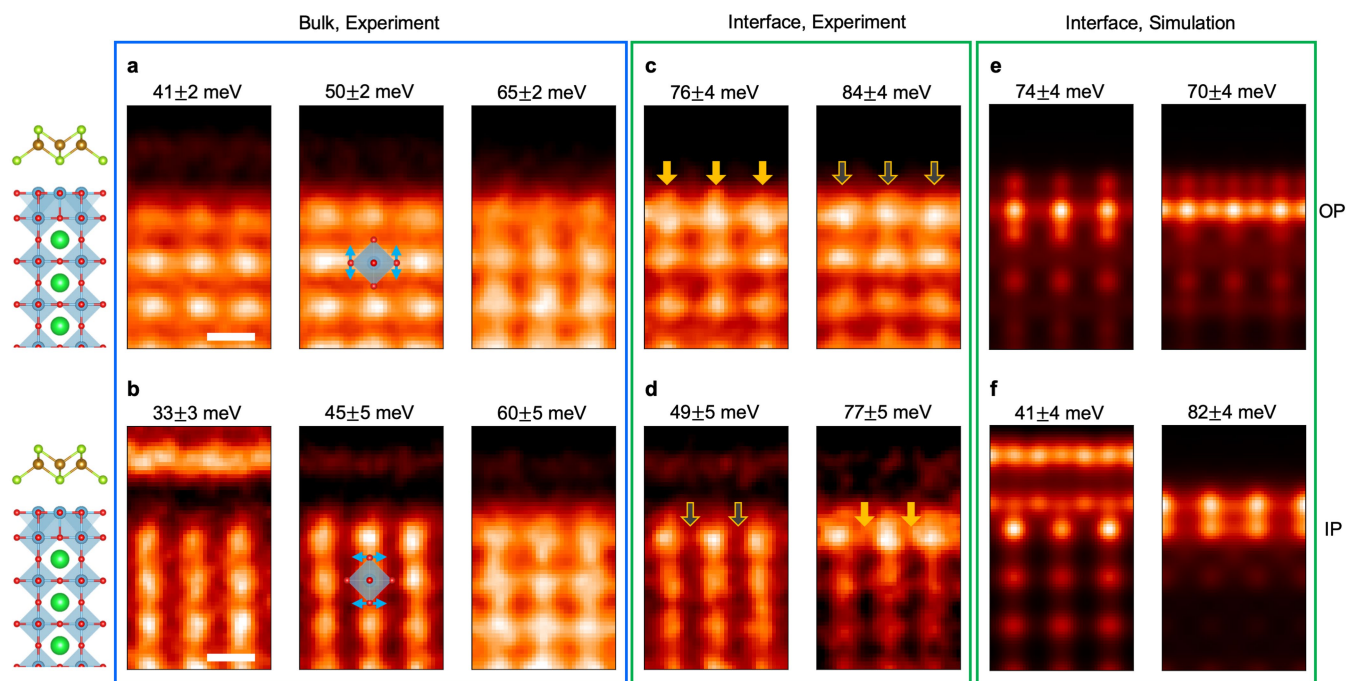 Bulk, Experiment
Interface, Experiment
Interface, Simulation
a
c
e
41±2 meV
50±2 meV
65±2 meV
76±4 meV
84±4 meV
74±4 meV
70±4 meV
OP
b
d
f
33±3 meV
45±5 meV
60±5 meV
49±5 meV
77±5 meV
41±4 meV
82±4 meV
IP